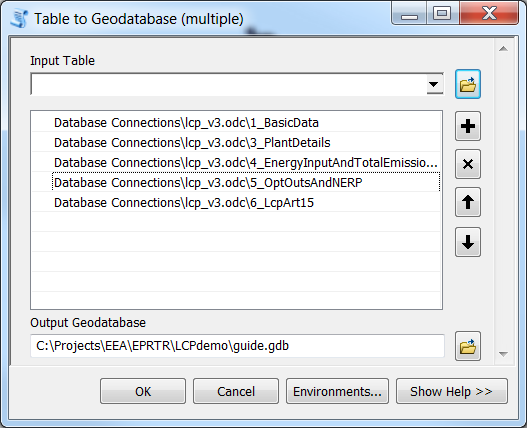 Table to Geodatabase (multiple)
Input Table
Database Connections\lcp_v3.odc\1_BasicData
Database Connections\lcp_v3.odc\3_PlantDetails
Database Connections\lcp_v3.odc\4_EnergyInputAndTotalEmissio...
Database Connections\lcp_v3.odc\5_OptOutsAndNERP
Database Connections\lcp_v3.odc\6_LcpArt15
Output Geodatabase
C:\Projects\EEA\EPRTR\LCPdemo\guide.gdb
OK Cancel Environments... Show Help >>